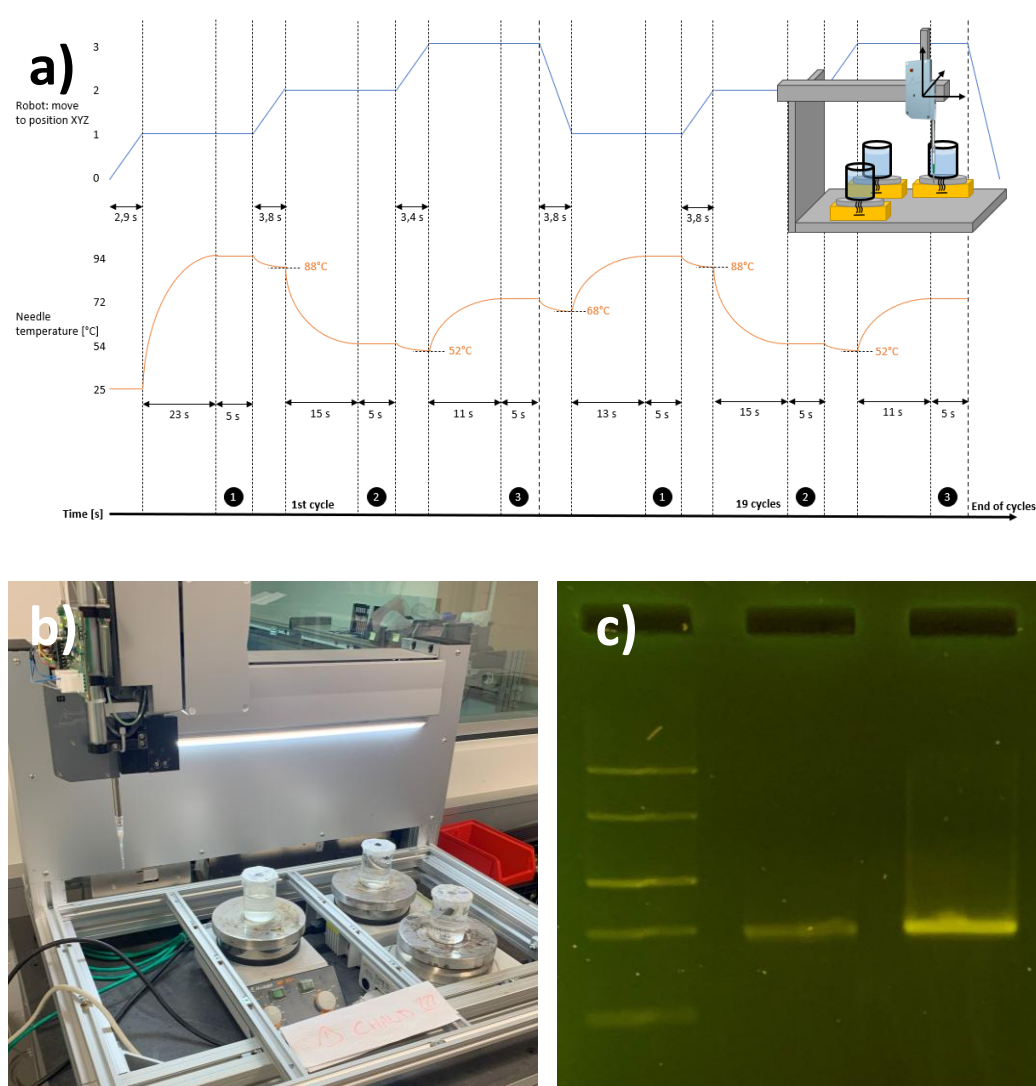 a)
3
2
Robot: move
to position XYZ
1
0
2,9 s
3,8 s
3,4 s
3,8 s
3,8 s
94
88°C
88°C
72
68°C
Needle
temperature [°C]
54
52°C
52°C
25
23 s
5 s
15 s
5 s
11 s
5 s
13 s
5 s
15 s
5 s
11 s
5 s
1
1st cycle
2
3
1
19 cycles
2
3
End of cycles
Time [s]
b)
CHAUD !!!
c)